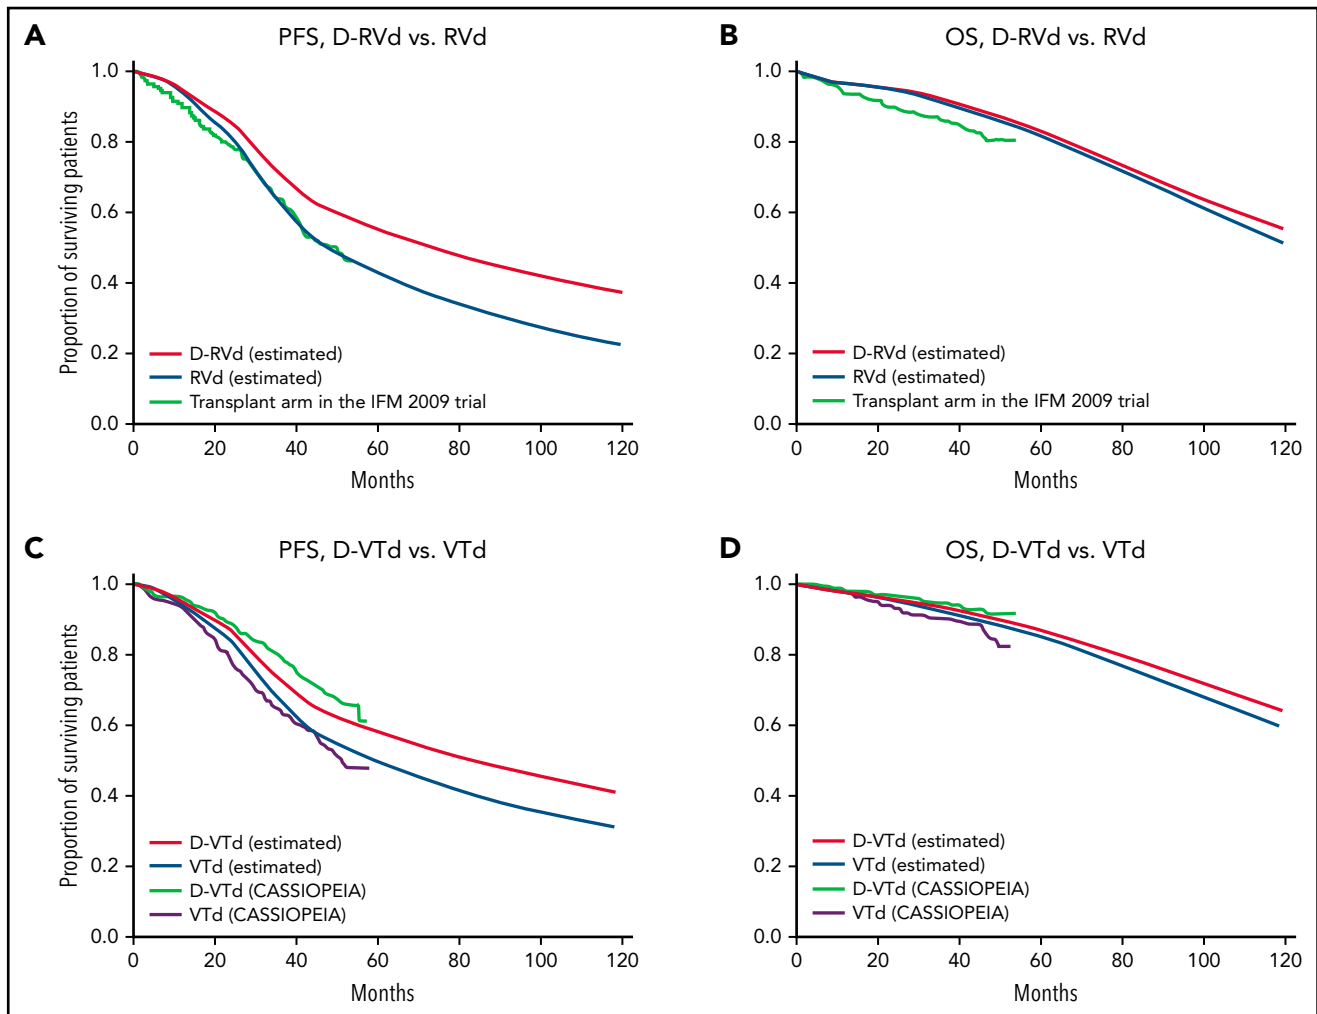 A
PFS, D-RVd vs. RVd
Proportion of surviving patients
1.0
0.8
0.6
0.4
0.2
0.0
D-RVd (estimated)
RVd (estimated)
Transplant arm in the IFM 2009 trial
0 20 40 60 80 100 120
Months
B
OS, D-RVd vs. RVd
1.0
0.8
0.6
0.4
0.2
0.0
D-RVd (estimated)
RVd (estimated)
Transplant arm in the IFM 2009 trial
0 20 40 60 80 100 120
Months
C
PFS, D-VTd vs. VTd
Proportion of surviving patients
1.0
0.8
0.6
0.4
0.2
0.0
D-VTd (estimated)
VTd (estimated)
D-VTd (CASSIOPEIA)
VTd (CASSIOPEIA)
0 20 40 60 80 100 120
Months
D
OS, D-VTd vs. VTd
1.0
0.8
0.6
0.4
0.2
0.0
D-VTd (estimated)
VTd (estimated)
D-VTd (CASSIOPEIA)
VTd (CASSIOPEIA)
0 20 40 60 80 100 120
Months